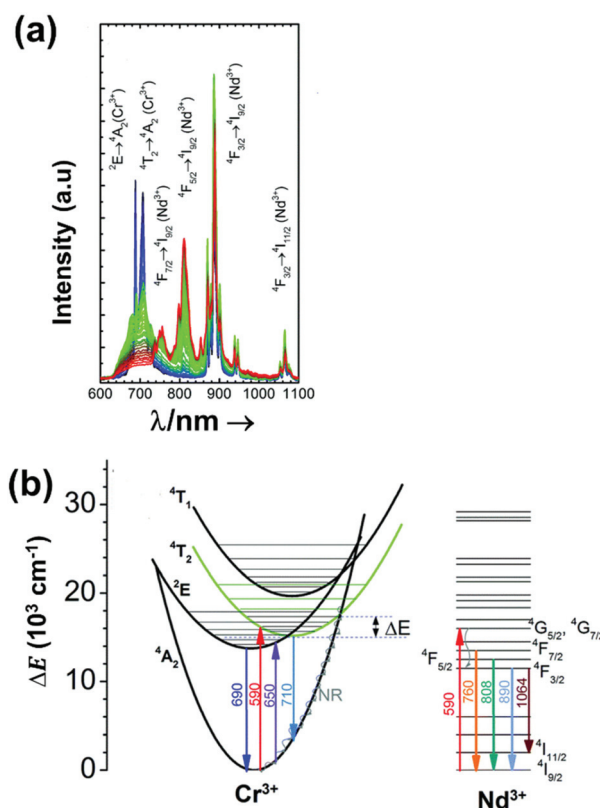 (a)
Intensity (a.u)
²E→⁴A₂(Cr³⁺)
⁴T₂→⁴A₂ (Cr³⁺)
⁴F₇/₂→⁴I₉/₂ (Nd³⁺)
⁴F₅/₂→⁴I₉/₂ (Nd³⁺)
⁴F₃/₂→⁴I₉/₂ (Nd³⁺)
⁴F₃/₂→⁴I₁₁/₂ (Nd³⁺)
600 700 800 900 1000 1100
λ/nm →
(b)
ΔE (10³ cm⁻¹)
30
20
10
0
⁴T₁
⁴T₂
²E
⁴A₂
ΔE
690
590
650
710
NR
Cr³⁺
⁴G₅/₂, ⁴G₇/₂
⁴F₇/₂
⁴F₅/₂
⁴F₃/₂
590
760
808
890
1064
⁴I₁₁/₂
⁴I₉/₂
Nd³⁺